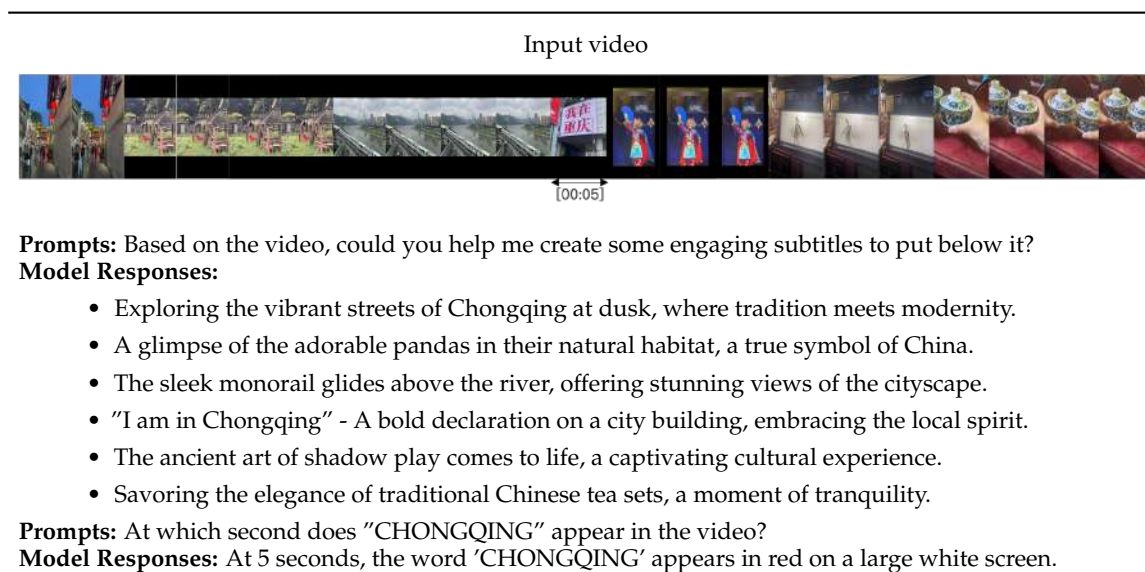 Input video
我在
重庆
[00:05]
Prompts: Based on the video, could you help me create some engaging subtitles to put below it?
Model Responses:
• Exploring the vibrant streets of Chongqing at dusk, where tradition meets modernity.
• A glimpse of the adorable pandas in their natural habitat, a true symbol of China.
• The sleek monorail glides above the river, offering stunning views of the cityscape.
• ”I am in Chongqing” - A bold declaration on a city building, embracing the local spirit.
• The ancient art of shadow play comes to life, a captivating cultural experience.
• Savoring the elegance of traditional Chinese tea sets, a moment of tranquility.
Prompts: At which second does ”CHONGQING” appear in the video?
Model Responses: At 5 seconds, the word ’CHONGQING’ appears in red on a large white screen.